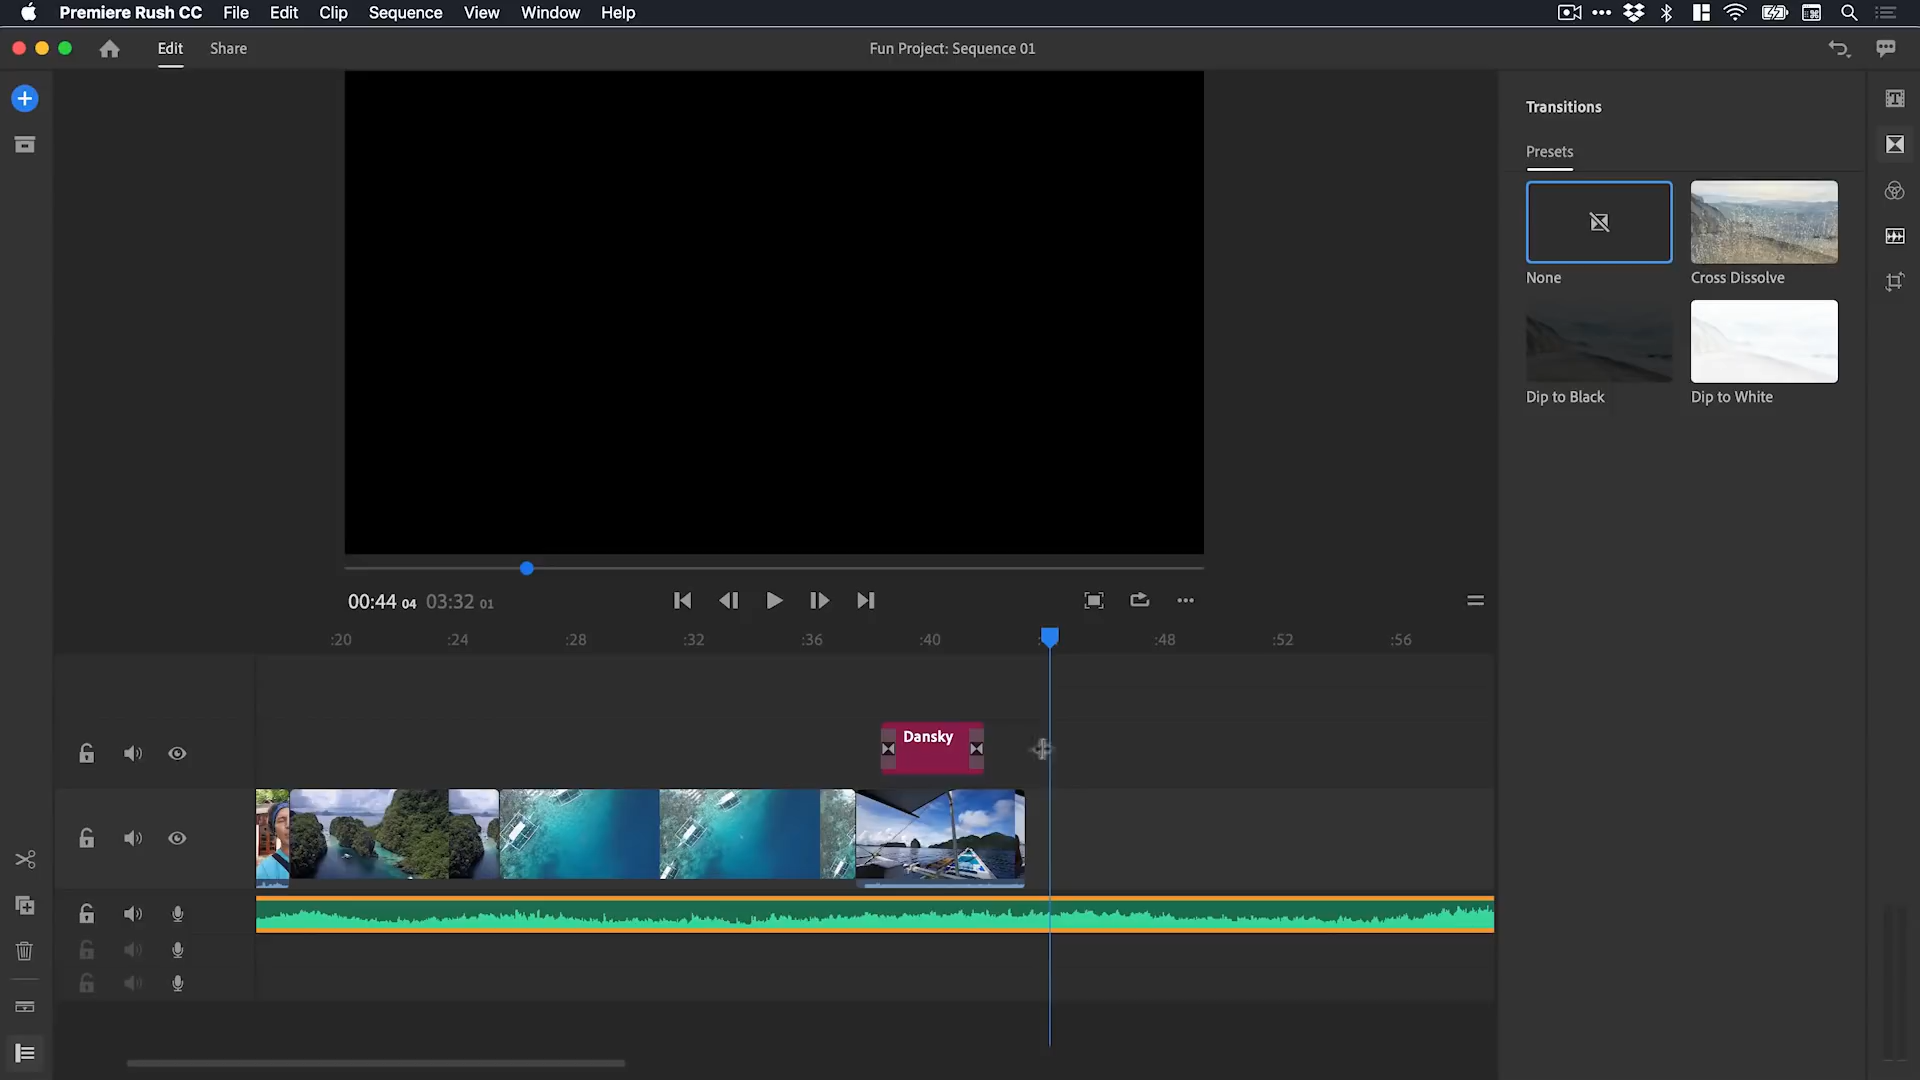 Premiere Rush CC File Edit Clip Sequence View Window Help
Edit Share Fun Project: Sequence 01
Transitions
Presets
None Cross Dissolve
Dip to Black Dip to White
00:44 04 03:32 01
:20 :24 :28 :32 :36 :40 :48 :52 :56
Dansky